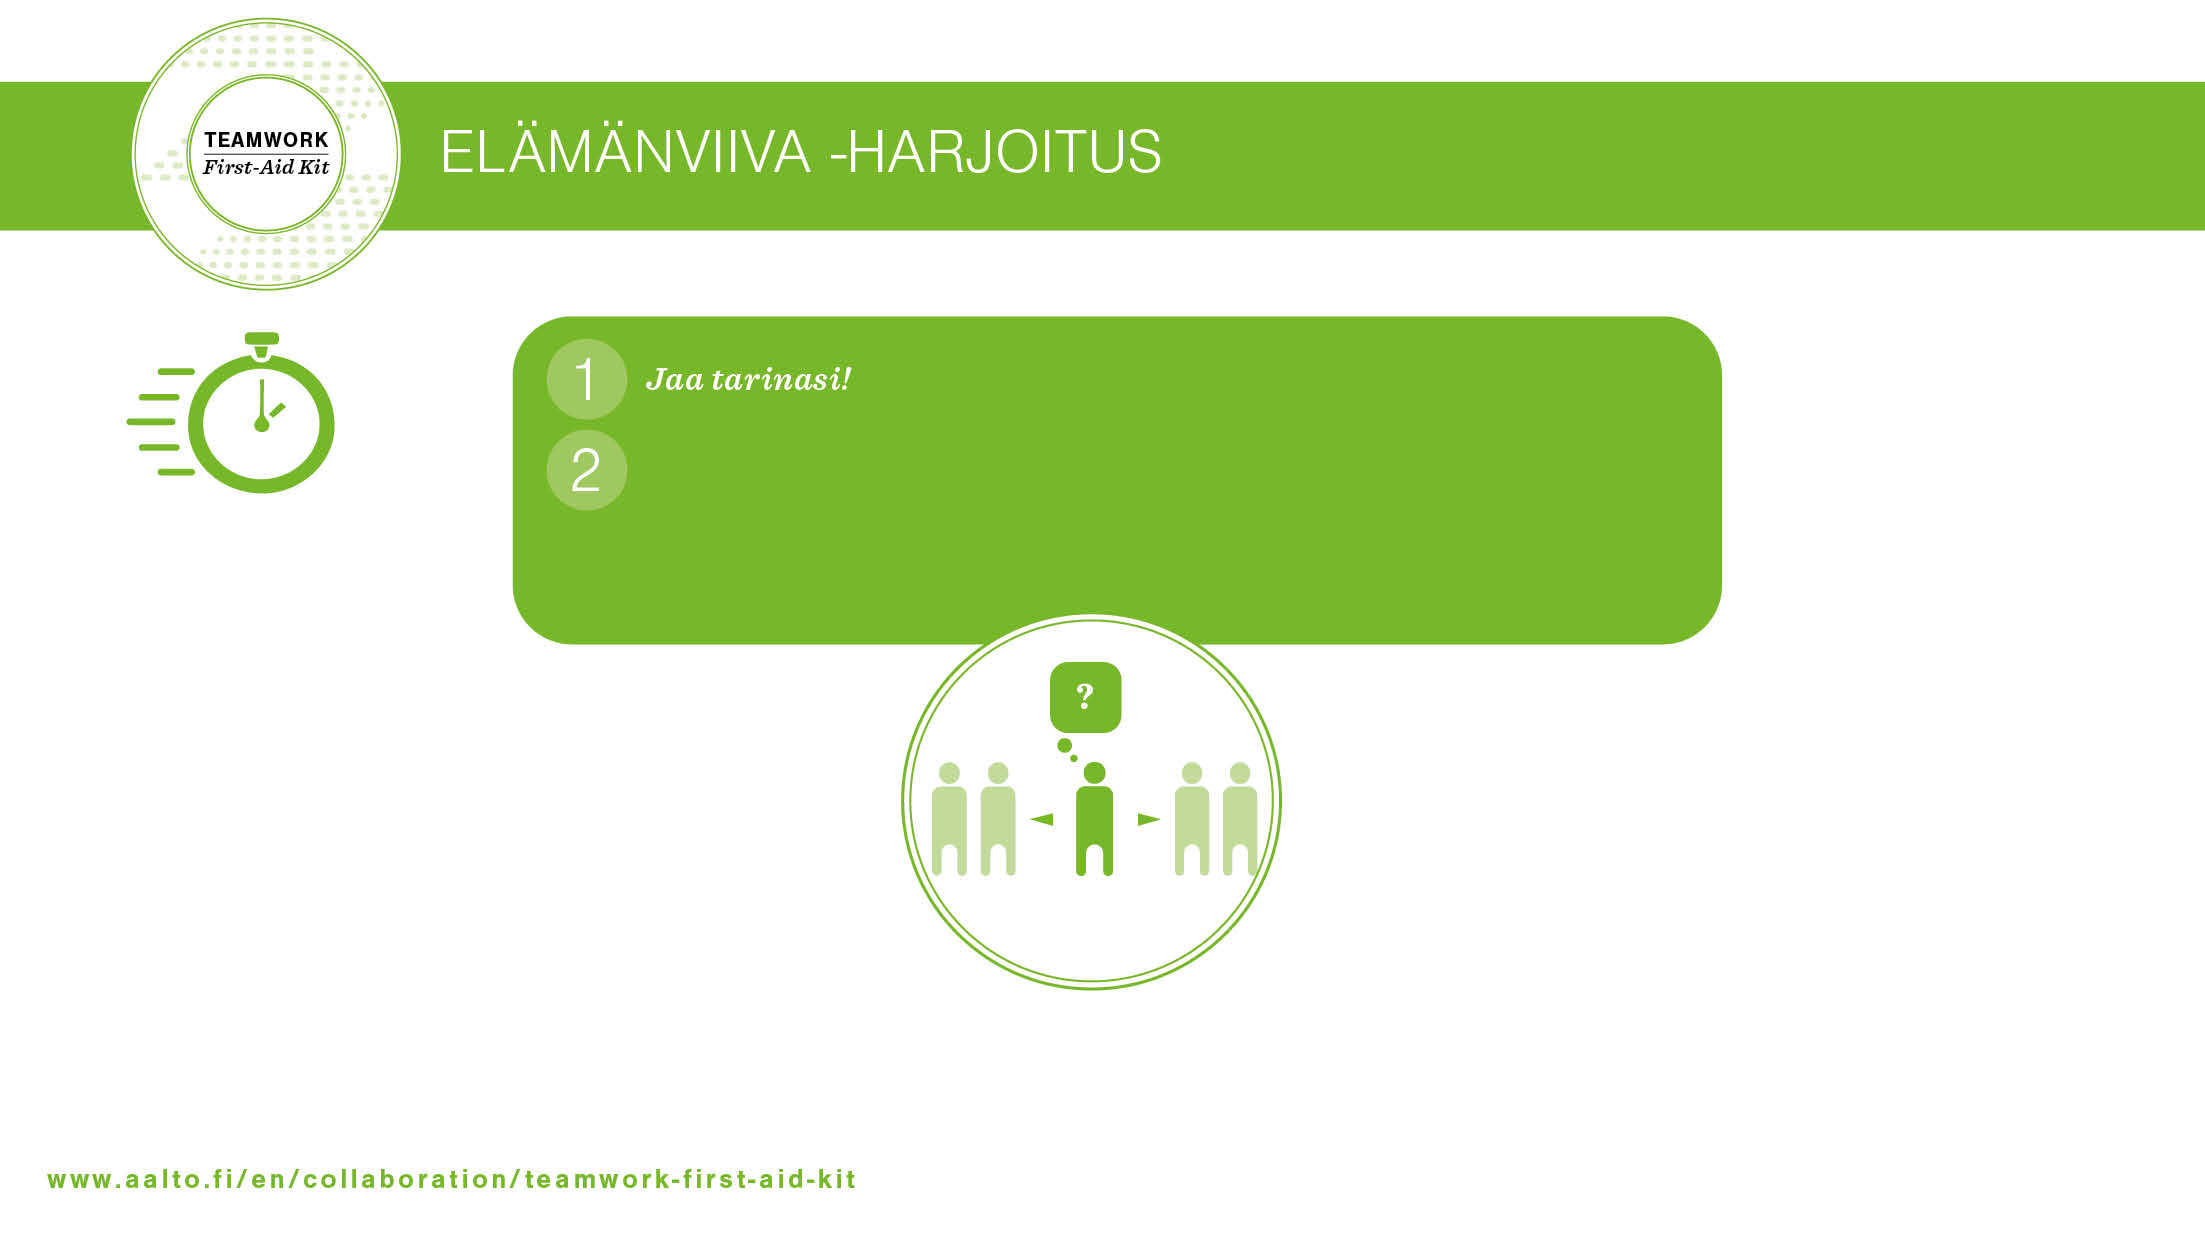 TEAMWORK
First-Aid Kit
ELÄMÄNVIIVA -HARJOITUS
1 Jaa tarinasi!
2
?
www.aalto.fi/en/collaboration/teamwork-first-aid-kit